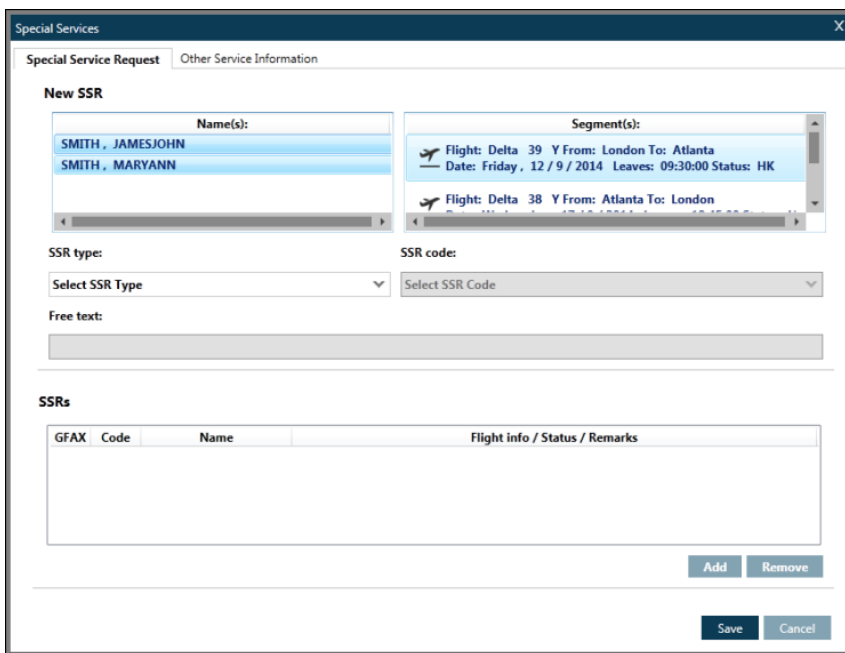 Special Services X
Special Service Request Other Service Information
New SSR
Name(s): Segment(s):
SMITH , JAMESJOHN
SMITH , MARYANN
Flight: Delta 39 Y From: London To: Atlanta
Date: Friday , 12 / 9 / 2014 Leaves: 09:30:00 Status: HK
Flight: Delta 38 Y From: Atlanta To: London
SSR type: SSR code:
Select SSR Type Select SSR Code
Free text:
SSRs
GFAX Code Name Flight info / Status / Remarks
Add Remove
Save Cancel